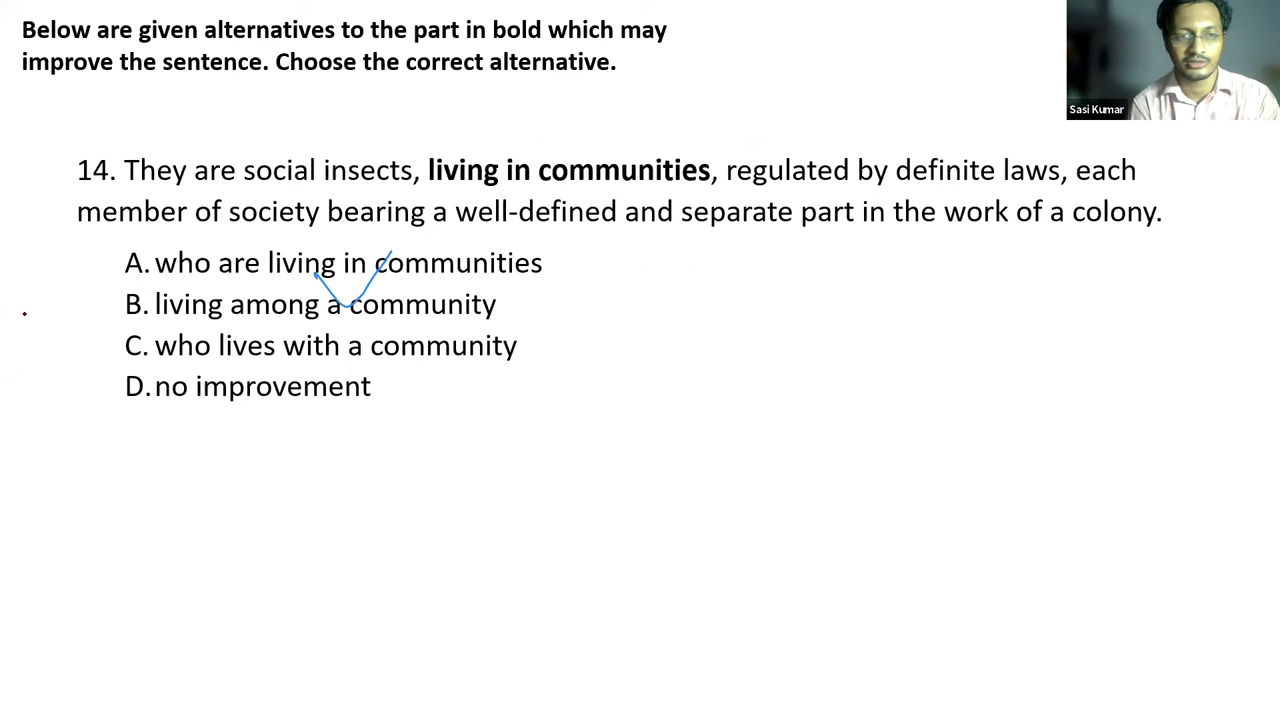 Below are given alternatives to the part in bold which may
improve the sentence. Choose the correct alternative.
Sasi Kumar
14. They are social insects, living in communities, regulated by definite laws, each
member of society bearing a well-defined and separate part in the work of a colony.
A. who are living in communities
B. living among a community
C. who lives with a community
D. no improvement